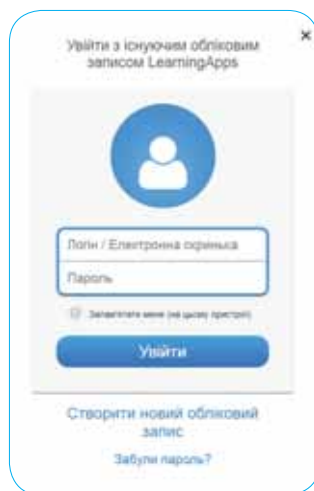 Увійти з існуючим обліковим
записом LearningApps
Логін / Електронна скринька
Пароль
Запам'ятати мене (на цьому пристрої)
Увійти
Створити новий обліковий
запис
Забули пароль?